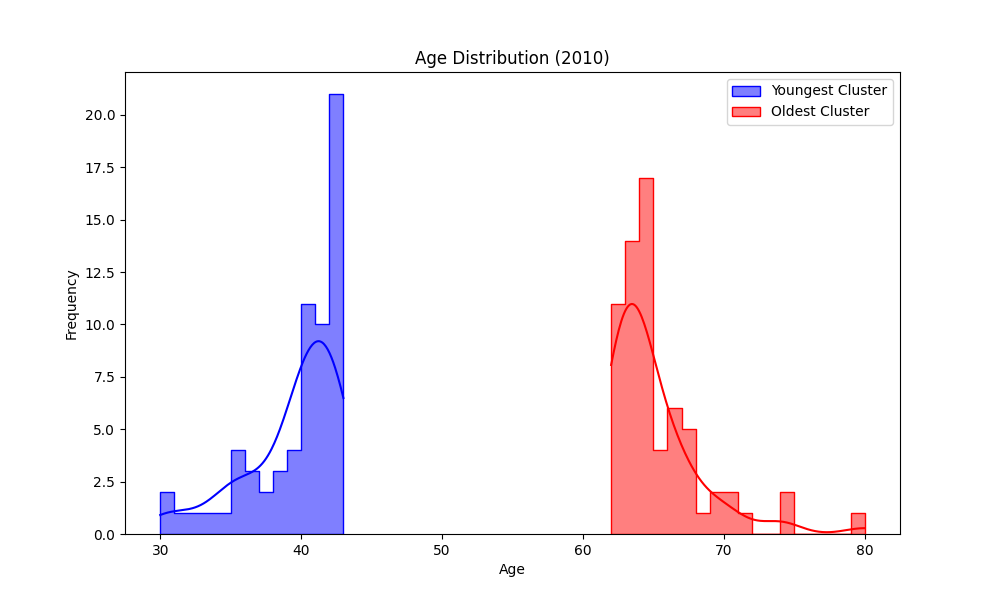 Age Distribution (2010)
Youngest Cluster
Oldest Cluster
20.0
17.5
15.0
12.5
10.0
7.5
5.0
2.5
0.0
Frequency
30 40 50 60 70 80
Age